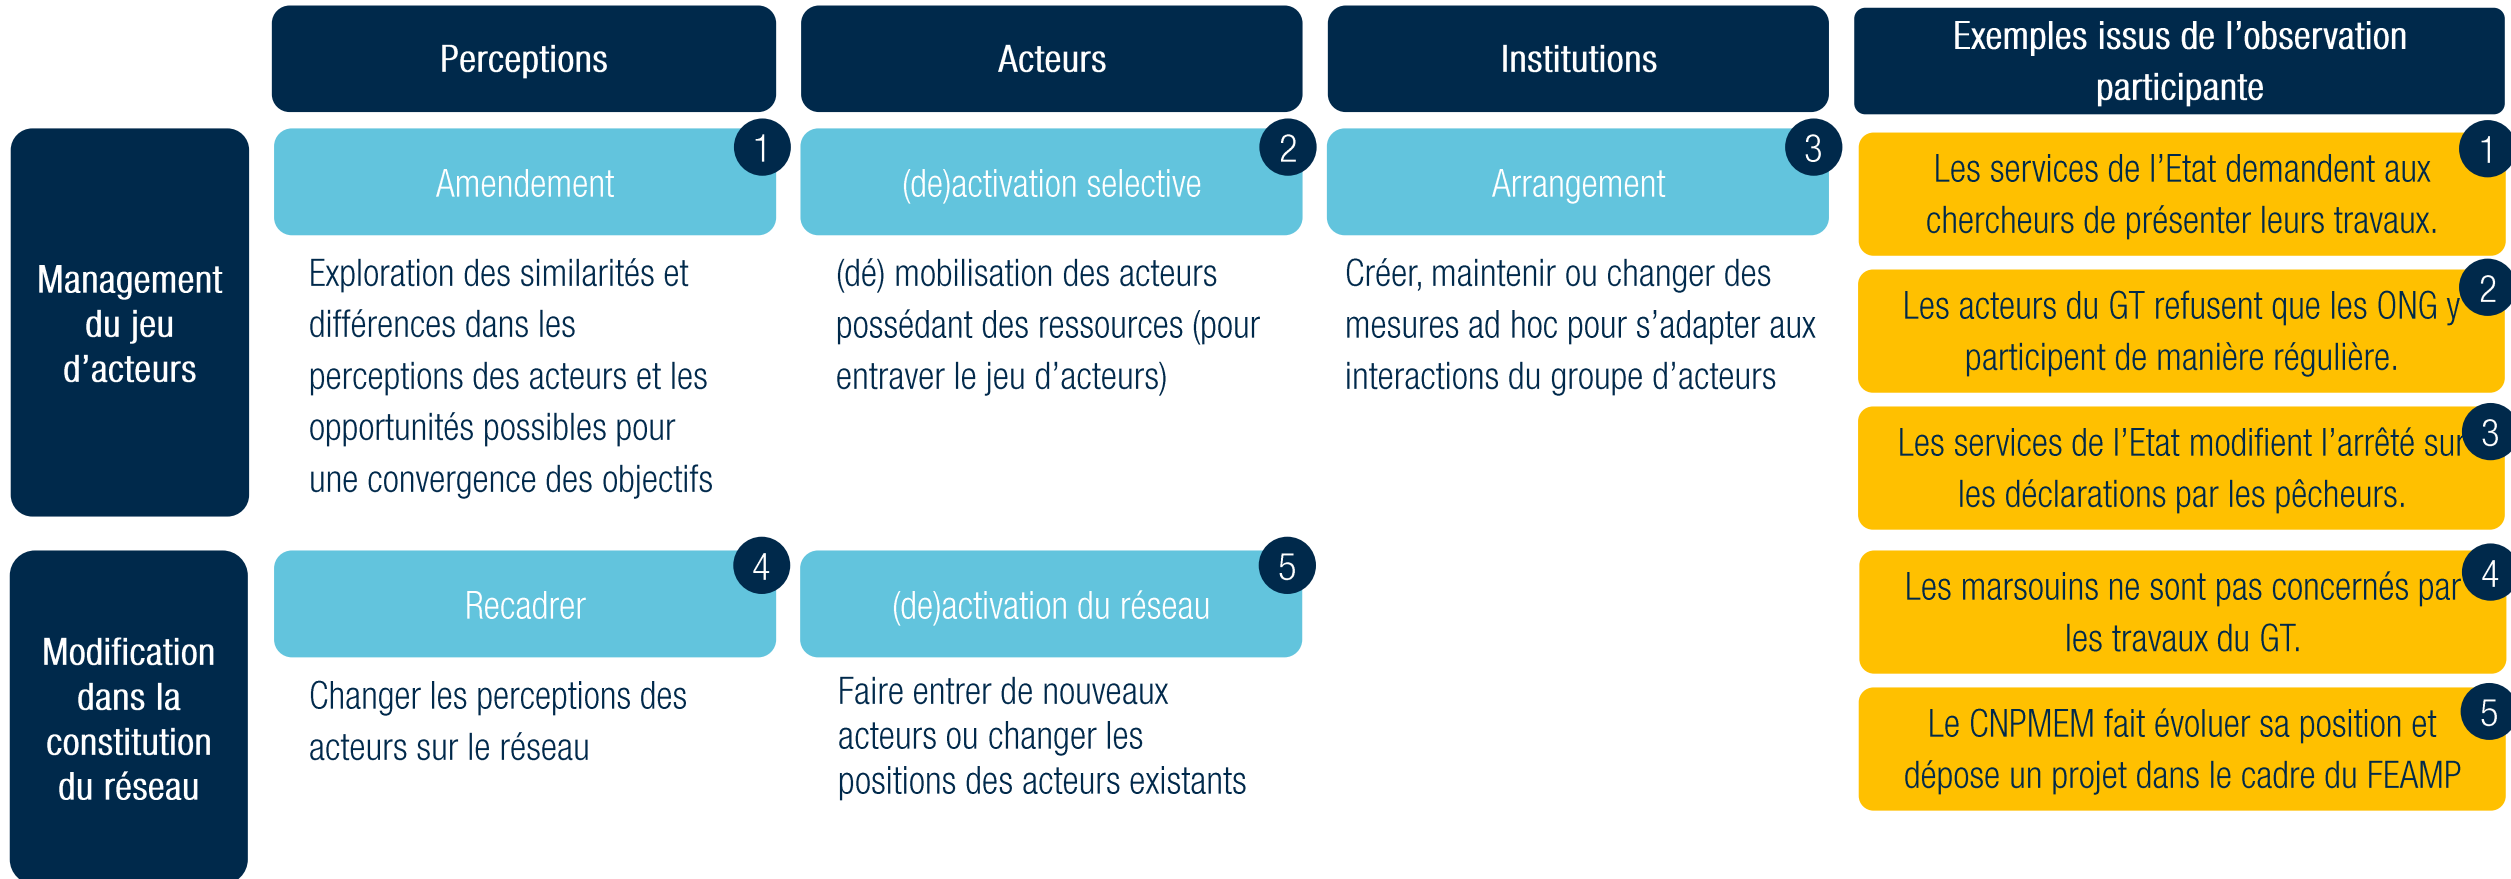 Perceptions
Acteurs
Institutions
Exemples issus de l’observation
participante
Management
du jeu
d’acteurs
Amendement
1
Exploration des similarités et
différences dans les
perceptions des acteurs et les
opportunités possibles pour
une convergence des objectifs
(de)activation selective
2
(dé) mobilisation des acteurs
possédant des ressources (pour
entraver le jeu d’acteurs)
Arrangement
3
Créer, maintenir ou changer des
mesures ad hoc pour s’adapter aux
interactions du groupe d’acteurs
Les services de l’Etat demandent aux
chercheurs de présenter leurs travaux.
1
Les acteurs du GT refusent que les ONG y
participent de manière régulière.
2
Les services de l’Etat modifient l’arrêté sur
les déclarations par les pêcheurs.
3
Modification
dans la
constitution
du réseau
Recadrer
4
Changer les perceptions des
acteurs sur le réseau
(de)activation du réseau
5
Faire entrer de nouveaux
acteurs ou changer les
positions des acteurs existants
Les marsouins ne sont pas concernés par
les travaux du GT.
4
Le CNPMEM fait évoluer sa position et
dépose un projet dans le cadre du FEAMP
5